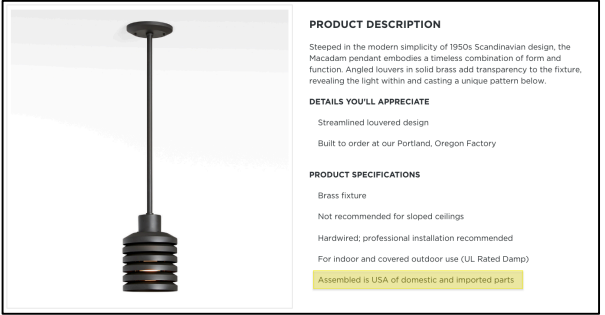 PRODUCT DESCRIPTION
Steeped in the modern simplicity of 1950s Scandinavian design, the
Macadam pendant embodies a timeless combination of form and
function. Angled louvers in solid brass add transparency to the fixture,
revealing the light within and casting a unique pattern below.
DETAILS YOU'LL APPRECIATE
Streamlined louvered design
Built to order at our Portland, Oregon Factory
PRODUCT SPECIFICATIONS
Brass fixture
Not recommended for sloped ceilings
Hardwired; professional installation recommended
For indoor and covered outdoor use (UL Rated Damp)
Assembled is USA of domestic and imported parts